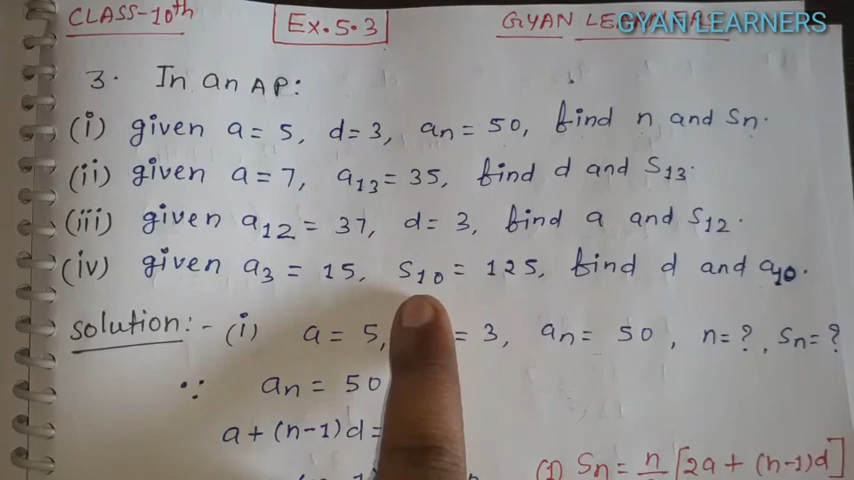 CLASS-10th Ex.5.3 GYAN LEARNERS
GYAN LEARNERS
3. In an AP:
(i) given a = 5, d = 3, an = 50, find n and Sn.
(ii) given a = 7, a13 = 35, find d and S13.
(iii) given a12 = 37, d = 3, find a and S12.
(iv) given a3 = 15, S10 = 125, find d and a10.
Solution:- (i) a = 5, = 3, an = 50, n = ?, Sn = ?
∵ an = 50
a + (n-1)d =
(1) Sn = n [2a + (n-1)d]